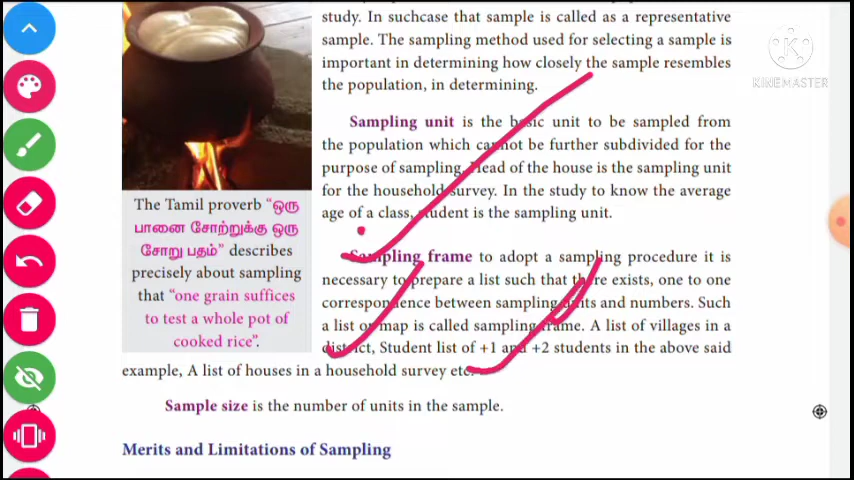 study. In suchcase that sample is called as a representative
sample. The sampling method used for selecting a sample is
important in determining how closely the sample resembles
the population, in determining.
Sampling unit is the basic unit to be sampled from
the population which cannot be further subdivided for the
purpose of sampling. Head of the house is the sampling unit
for the household survey. In the study to know the average
age of a class, student is the sampling unit.
Sampling frame to adopt a sampling procedure it is
necessary to prepare a list such that there exists, one to one
correspondence between sampling units and numbers. Such
a list or map is called sampling frame. A list of villages in a
district, Student list of +1 and +2 students in the above said
example, A list of houses in a household survey etc.
Sample size is the number of units in the sample.
Merits and Limitations of Sampling
The Tamil proverb “ஒரு
பானை சோற்றுக்கு ஒரு
சோறு பதம்” describes
precisely about sampling
that “one grain suffices
to test a whole pot of
cooked rice”.
K
KINEMASTER